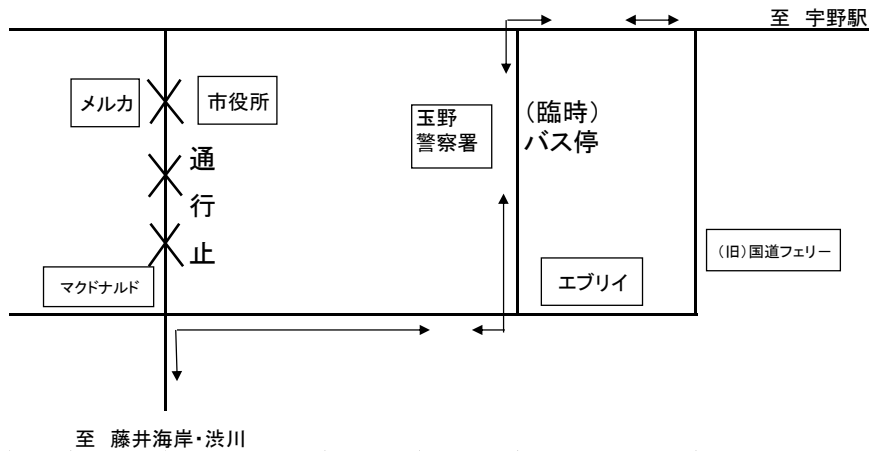 至　宇野駅
メルカ
市役所
玉野
警察署
（臨時）
バス停
通
行
止
マクドナルド
エブリイ
（旧）国道フェリー
至　藤井海岸・渋川